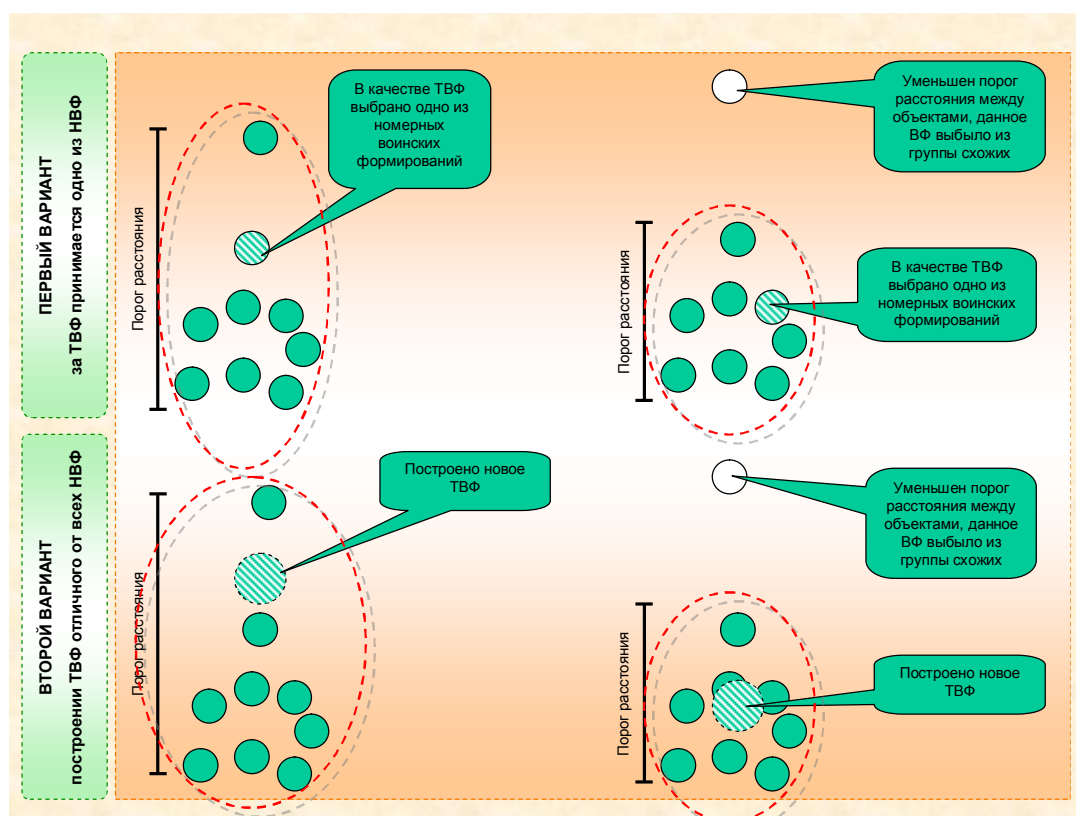 ПЕРВЫЙ ВАРИАНТ
за ТВФ принимается одно из НВФ
Порог расстояния
В качестве ТВФ
выбрано одно из
номерных
воинских
формирований
Уменьшен порог
расстояния между
объектами, данное
ВФ выбыло из
группы схожих
Порог расстояния
В качестве ТВФ
выбрано одно из
номерных воинских
формирований
ВТОРОЙ ВАРИАНТ
построении ТВФ отличного от всех НВФ
Порог расстояния
Построено новое
ТВФ
Уменьшен порог
расстояния между
объектами, данное
ВФ выбыло из
группы схожих
Порог расстояния
Построено новое
ТВФ